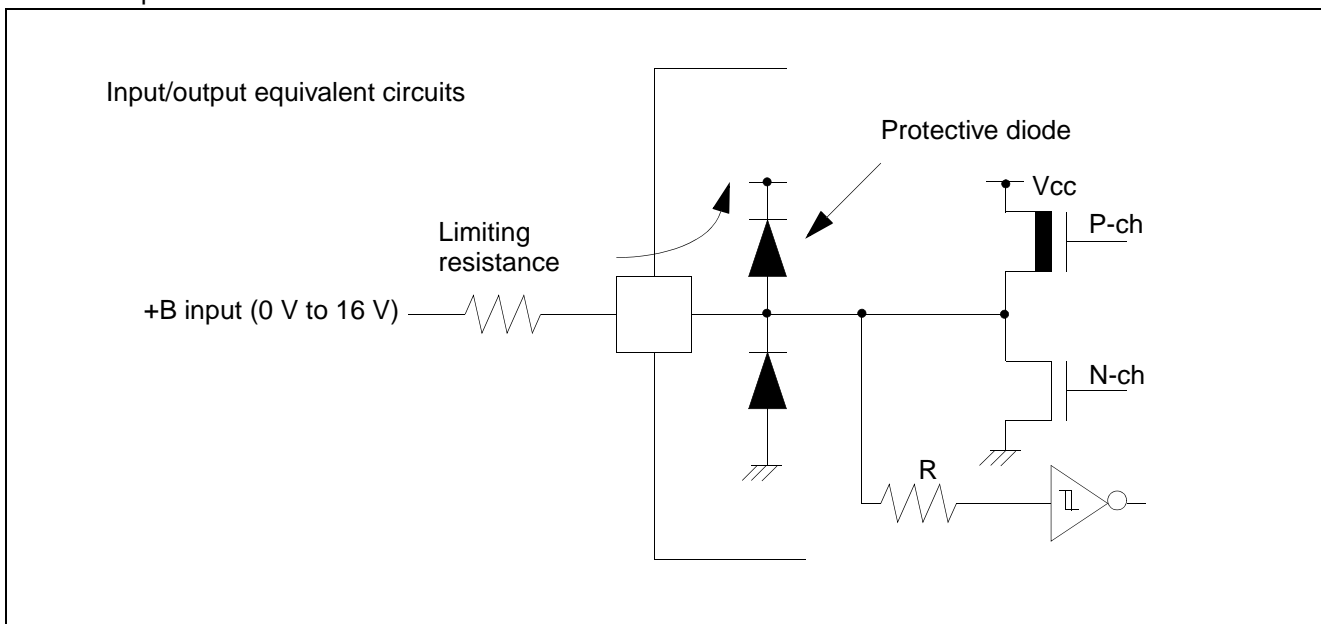 Input/output equivalent circuits
Protective diode
Vcc
P-ch
Limiting
resistance
+B input (0 V to 16 V)
N-ch
R